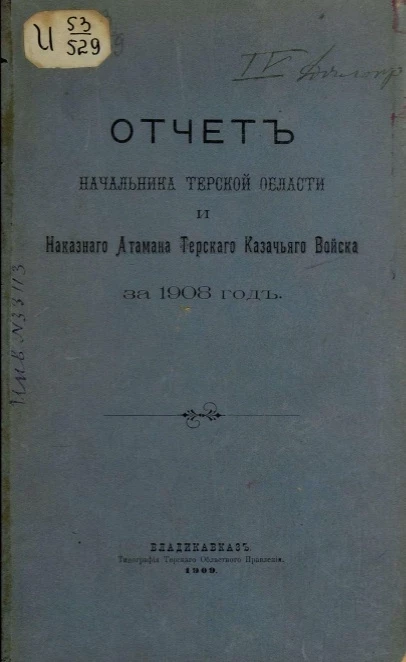 И 53
529
IV
ОТЧЕТЪ
НАЧАЛЬНИКА ТЕРСКОЙ ОБЛАСТИ
И
Наказнаго Атамана Терскаго Казачьяго Войска
за 1908 годъ.
ВЛАДИКАВКАЗЪ.
Типографія Терскаго Областного Правленія.
1909.